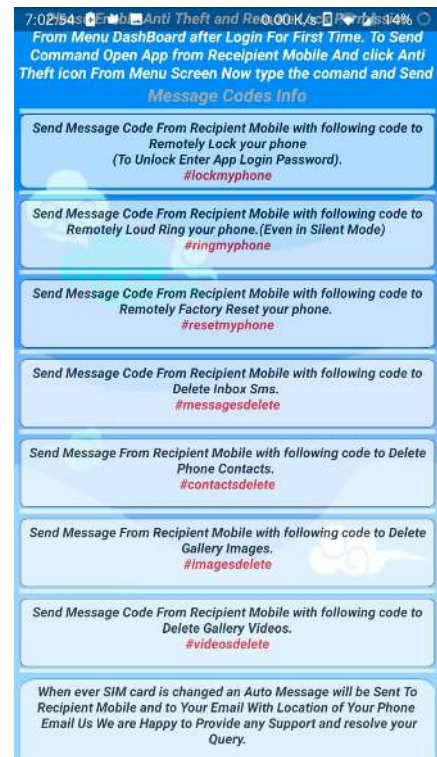 7:02:54 0.00 K/s 14%
Anti Theft and
From Menu DashBoard after Login For First Time. To Send
Command Open App from Receipient Mobile And click Anti
Theft icon From Menu Screen Now type the comand and Send
Message Codes Info
Send Message Code From Recipient Mobile with following code to
Remotely Lock your phone
(To Unlock Enter App Login Password).
#lockmyphone
Send Message Code From Recipient Mobile with following code to
Remotely Loud Ring your phone.(Even in Silent Mode)
#ringmyphone
Send Message Code From Recipient Mobile with following code to
Remotely Factory Reset your phone.
#resetmyphone
Send Message Code From Recipient Mobile with following code to
Delete Inbox Sms.
#messagesdelete
Send Message From Recipient Mobile with following code to Delete
Phone Contacts.
#contactsdelete
Send Message From Recipient Mobile with following code to Delete
Gallery Images.
#imagesdelete
Send Message Code From Recipient Mobile with following code to
Delete Gallery Videos.
#videosdelete
When ever SIM card is changed an Auto Message will be Sent To
Recipient Mobile and to Your Email With Location of Your Phone
Email Us We are Happy to Provide any Support and resolve your
Query.